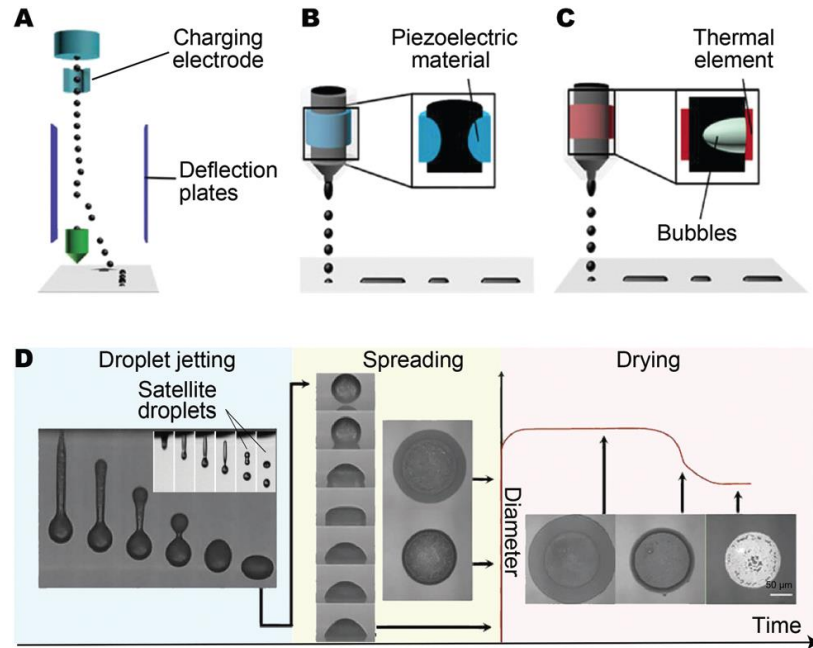 A
Charging
electrode
Deflection
plates
B
Piezoelectric
material
C
Thermal
element
Bubbles
D
Droplet jetting
Satellite
droplets
Spreading
Drying
Diameter
50 μm
Time